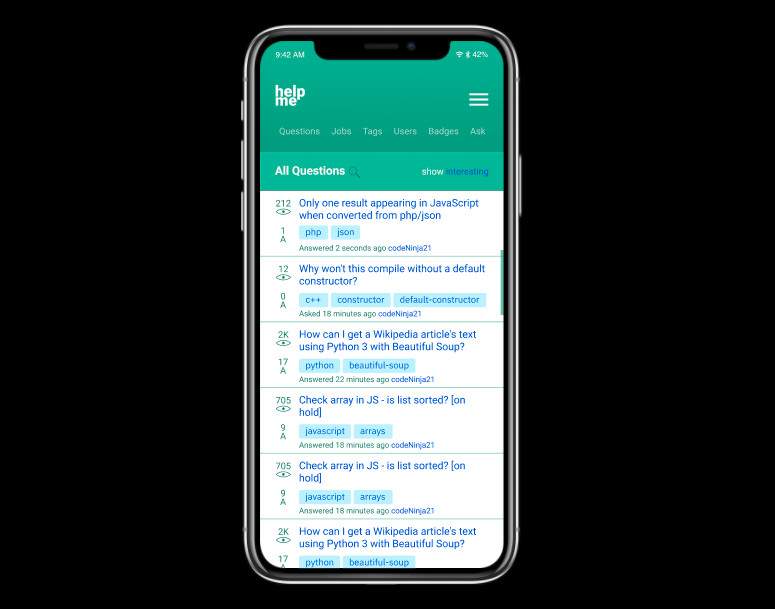 9:42 AM
42%
help
me
Questions Jobs Tags Users Badges Ask
All Questions
show interesting
212
Only one result appearing in JavaScript
when converted from php/json
1
A
php json
Answered 2 seconds ago codeNinja21
12
Why won't this compile without a default
constructor?
0
A
c++ constructor default-constructor
Asked 18 minutes ago codeNinja21
2K
How can I get a Wikipedia article's text
using Python 3 with Beautiful Soup?
17
A
python beautiful-soup
Answered 22 minutes ago codeNinja21
705
Check array in JS - is list sorted? [on
hold]
9
A
javascript arrays
Answered 18 minutes ago codeNinja21
705
Check array in JS - is list sorted? [on
hold]
9
A
javascript arrays
Answered 18 minutes ago codeNinja21
2K
How can I get a Wikipedia article's text
using Python 3 with Beautiful Soup?
17
A
python beautiful-soup